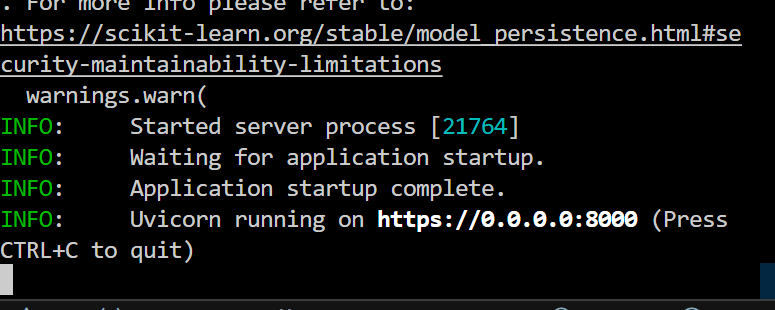 . For more info please refer to:
https://scikit-learn.org/stable/model_persistence.html#se
curity-maintainability-limitations
  warnings.warn(
INFO:     Started server process [21764]
INFO:     Waiting for application startup.
INFO:     Application startup complete.
INFO:     Uvicorn running on https://0.0.0.0:8000 (Press
CTRL+C to quit)